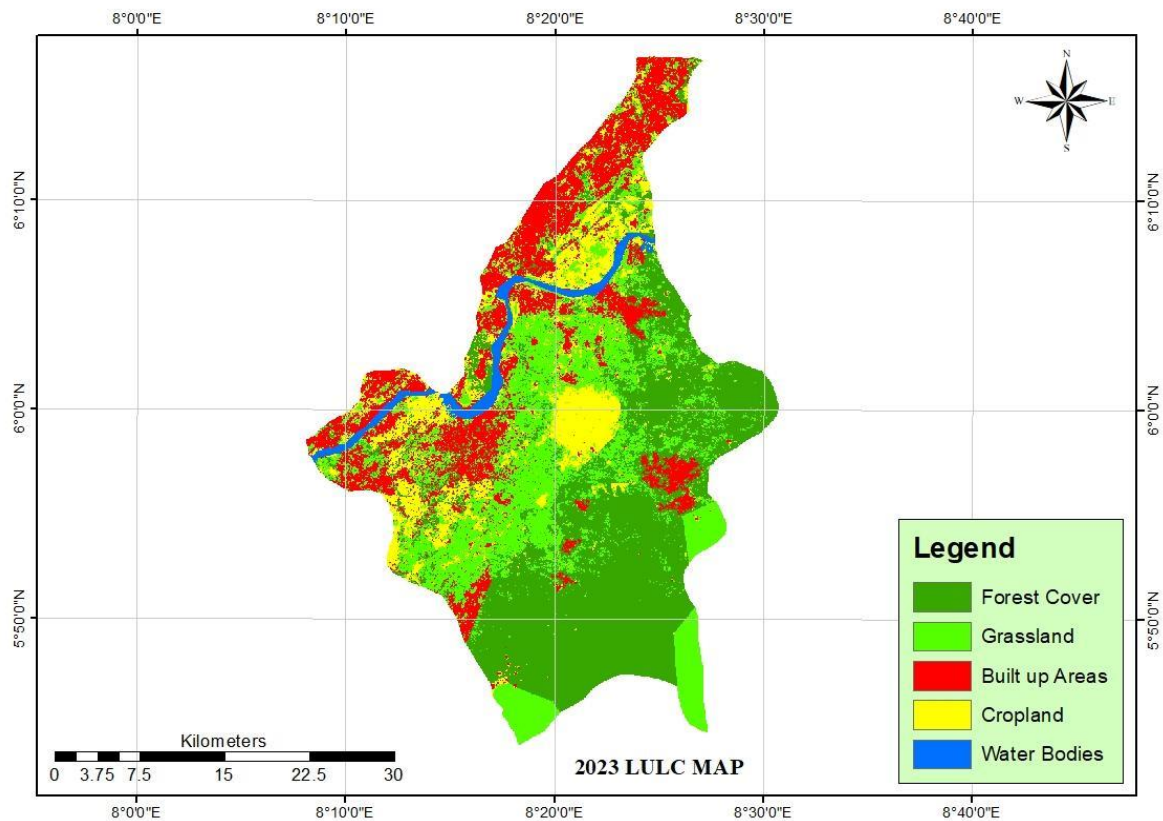 8°0'0"E 8°10'0"E 8°20'0"E 8°30'0"E 8°40'0"E
N
W E
S
6°10'0"N 6°10'0"N
6°0'0"N 6°0'0"N
5°50'0"N 5°50'0"N
Legend
Forest Cover
Grassland
Built up Areas
Cropland
Water Bodies
Kilometers
0 3.75 7.5 15 22.5 30
2023 LULC MAP
8°0'0"E 8°10'0"E 8°20'0"E 8°30'0"E 8°40'0"E